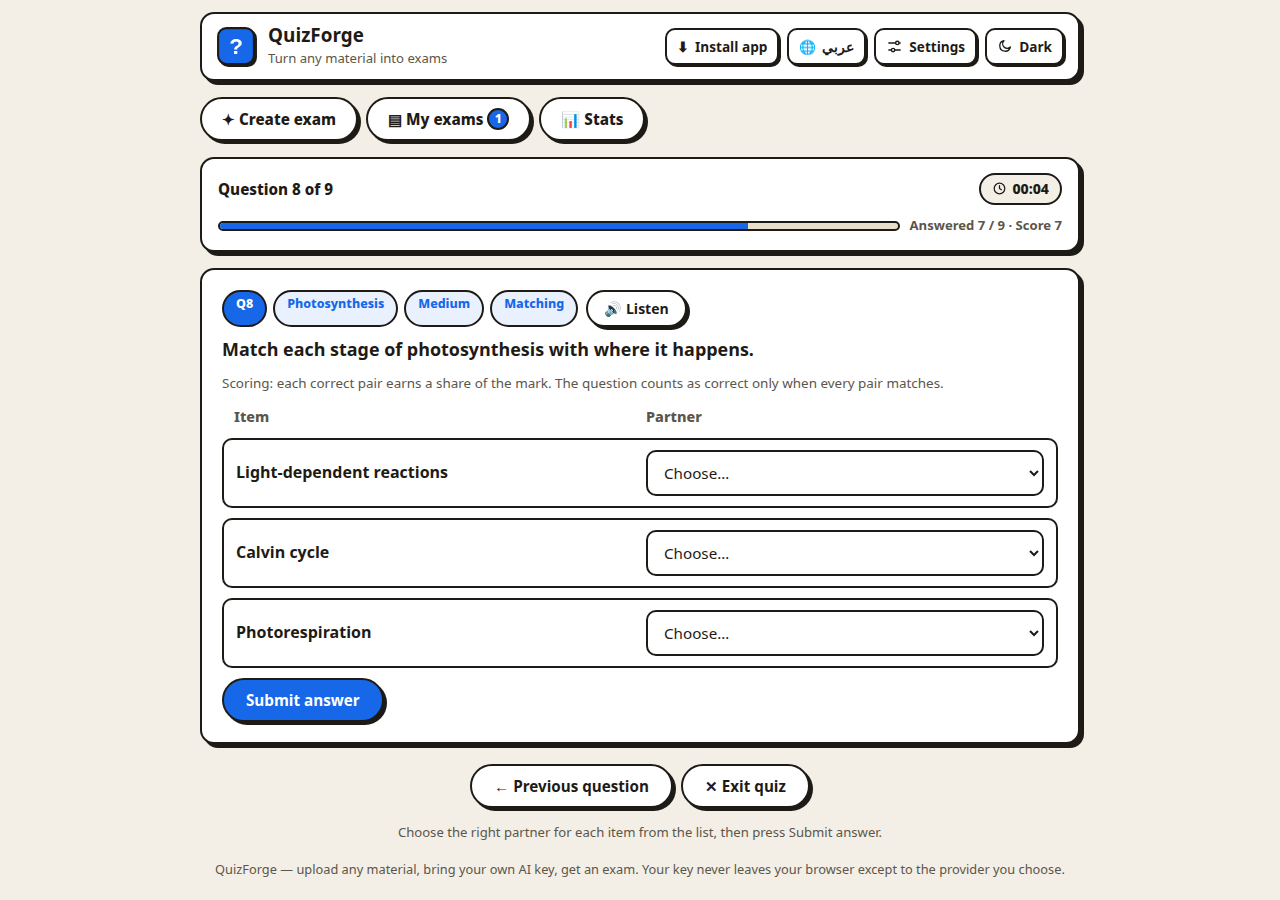 ?
QuizForge
Turn any material into exams
⬇ Install app
🌐 عربي
Settings
Dark
✦ Create exam
▤ My exams 1
📊 Stats
Question 8 of 9
00:04
Answered 7 / 9 · Score 7
Q8
Photosynthesis
Medium
Matching
🔊 Listen
Match each stage of photosynthesis with where it happens.
Scoring: each correct pair earns a share of the mark. The question counts as correct only when every pair matches.
Item Partner
Light-dependent reactions Choose...
Calvin cycle Choose...
Photorespiration Choose...
Submit answer
← Previous question
✕ Exit quiz
Choose the right partner for each item from the list, then press Submit answer.
QuizForge — upload any material, bring your own AI key, get an exam. Your key never leaves your browser except to the provider you choose.